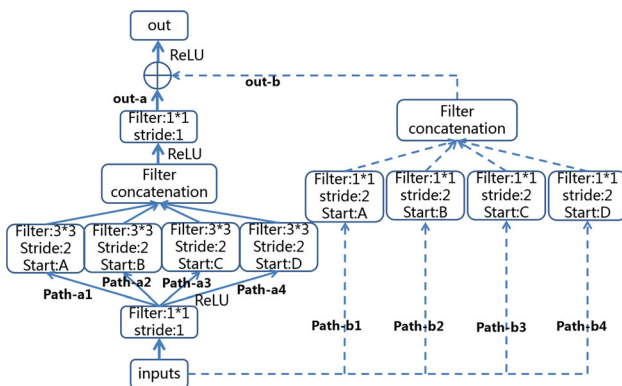 out
ReLU
out-b
out-a
Filter:1*1
stride:1
ReLU
Filter
concatenation
Filter:3*3
Stride:2
Start:A
Filter:3*3
Stride:2
Start:B
Filter:3*3
Stride:2
Start:C
Filter:3*3
Stride:2
Start:D
Path-a1
Path-a2
Path-a3
Path-a4
ReLU
Filter:1*1
stride:1
inputs
Filter
concatenation
Filter:1*1
stride:2
Start:A
Filter:1*1
stride:2
Start:B
Filter:1*1
stride:2
Start:C
Filter:1*1
stride:2
Start:D
Path-b1
Path-b2
Path-b3
Path-b4